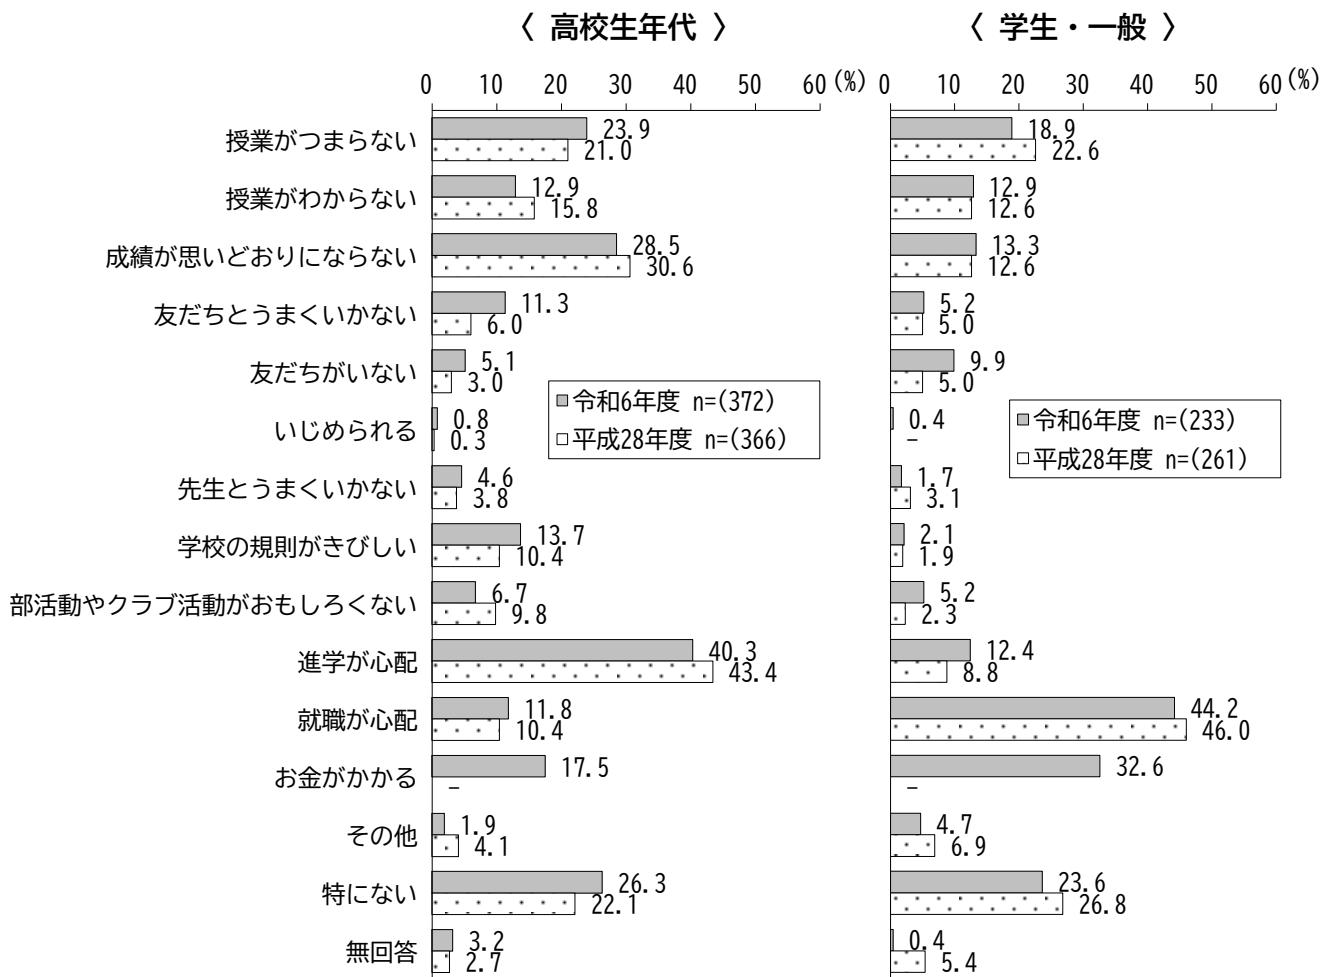 〈 高校生年代 〉 〈 学生・一般 〉
0 10 20 30 40 50 60 (%) 0 10 20 30 40 50 60 (%)
授業がつまらない 23.9 21.0 18.9 22.6
授業がわからない 12.9 15.8 12.9 12.6
成績が思いどおりにならない 28.5 30.6 13.3 12.6
友だちとうまくいかない 11.3 6.0 5.2 5.0
友だちがいない 5.1 3.0 9.9 5.0
いじめられる 0.8 0.3 0.4 －
令和6年度 n=(372)
平成28年度 n=(366)
令和6年度 n=(233)
平成28年度 n=(261)
先生とうまくいかない 4.6 3.8 1.7 3.1
学校の規則がきびしい 13.7 10.4 2.1 1.9
部活動やクラブ活動がおもしろくない 6.7 9.8 5.2 2.3
進学が心配 40.3 43.4 12.4 8.8
就職が心配 11.8 10.4 44.2 46.0
お金がかかる 17.5 － 32.6 －
その他 1.9 4.1 4.7 6.9
特にない 26.3 22.1 23.6 26.8
無回答 3.2 2.7 0.4 5.4